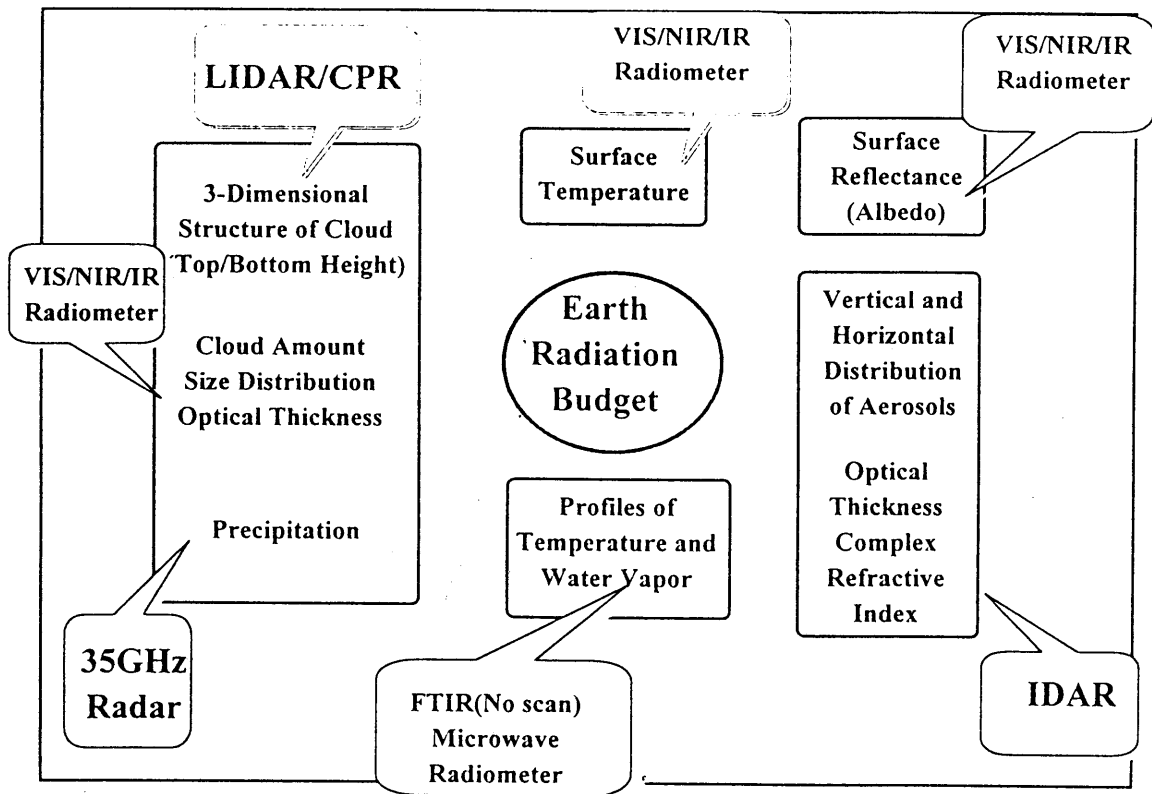 LIDAR/CPR
VIS/NIR/IR
Radiometer
VIS/NIR/IR
Radiometer
3-Dimensional
Structure of Cloud
Top/Bottom Height)
VIS/NIR/IR
Radiometer
Cloud Amount
Size Distribution
Optical Thickness
Precipitation
35GHz
Radar
Surface
Temperature
Earth
Radiation
Budget
Profiles of
Temperature and
Water Vapor
FTIR(No scan)
Microwave
Radiometer
Surface
Reflectance
(Albedo)
Vertical and
Horizontal
Distribution
of Aerosols
Optical
Thickness
Complex
Refractive
Index
IDAR